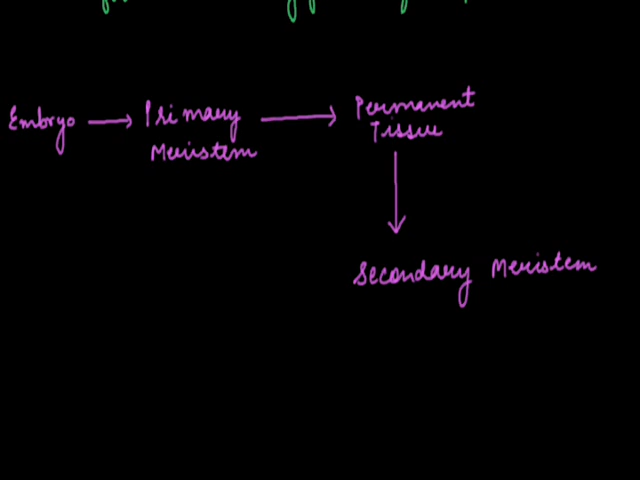 Embryo → Primary Meristem → Permanent Tissue
↓
Secondary Meristem